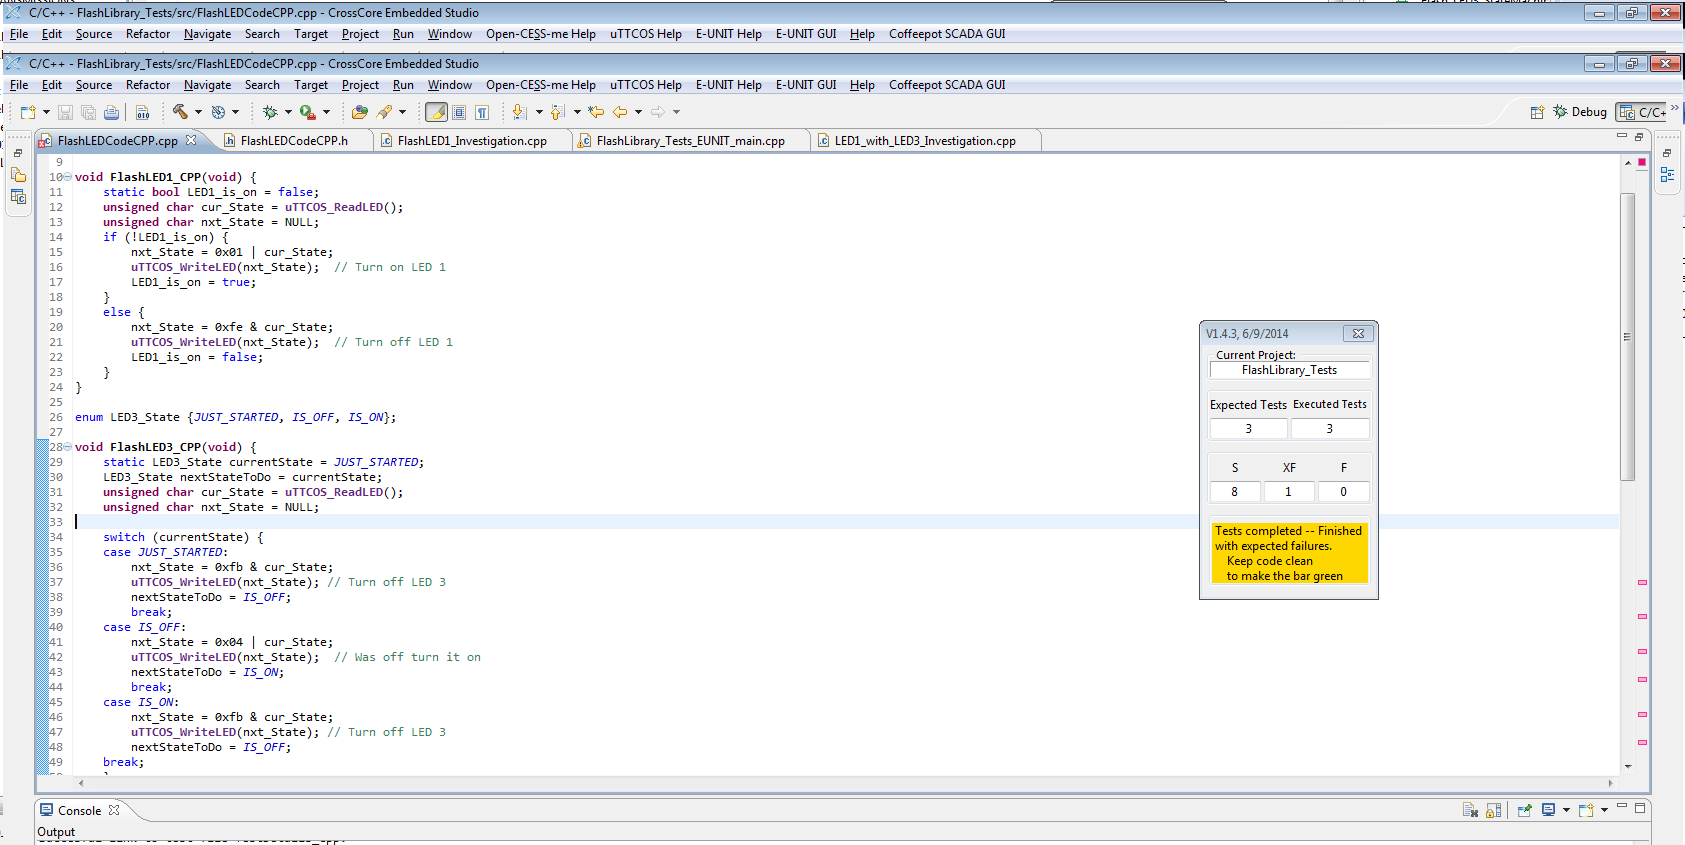 C/C++ - FlashLibrary_Tests/src/FlashLEDCodeCPP.cpp - CrossCore Embedded Studio
File Edit Source Refactor Navigate Search Target Project Run Window Open-CESS-me Help uTTCOS Help E-UNIT Help E-UNIT GUI Help Coffeepot SCADA GUI
C/C++ - FlashLibrary_Tests/src/FlashLEDCodeCPP.cpp - CrossCore Embedded Studio
File Edit Source Refactor Navigate Search Target Project Run Window Open-CESS-me Help uTTCOS Help E-UNIT Help E-UNIT GUI Help Coffeepot SCADA GUI
Debug C/C+
FlashLEDCodeCPP.cpp FlashLEDCodeCPP.h FlashLED1_Investigation.cpp FlashLibrary_Tests_EUNIT_main.cpp LED1_with_LED3_Investigation.cpp
9
10 void FlashLED1_CPP(void) {
11 static bool LED1_is_on = false;
12 unsigned char cur_State = uTTCOS_ReadLED();
13 unsigned char nxt_State = NULL;
14 if (!LED1_is_on) {
15 nxt_State = 0x01 | cur_State;
16 uTTCOS_WriteLED(nxt_State); // Turn on LED 1
17 LED1_is_on = true;
18 }
19 else {
20 nxt_State = 0xfe & cur_State;
21 uTTCOS_WriteLED(nxt_State); // Turn off LED 1
22 LED1_is_on = false;
23 }
24 }
25
26 enum LED3_State {JUST_STARTED, IS_OFF, IS_ON};
27
28 void FlashLED3_CPP(void) {
29 static LED3_State currentState = JUST_STARTED;
30 LED3_State nextStateToDo = currentState;
31 unsigned char cur_State = uTTCOS_ReadLED();
32 unsigned char nxt_State = NULL;
33
34 switch (currentState) {
35 case JUST_STARTED:
36 nxt_State = 0xfb & cur_State;
37 uTTCOS_WriteLED(nxt_State); // Turn off LED 3
38 nextStateToDo = IS_OFF;
39 break;
40 case IS_OFF:
41 nxt_State = 0x04 | cur_State;
42 uTTCOS_WriteLED(nxt_State); // Was off turn it on
43 nextStateToDo = IS_ON;
44 break;
45 case IS_ON:
46 nxt_State = 0xfb & cur_State;
47 uTTCOS_WriteLED(nxt_State); // Turn off LED 3
48 nextStateToDo = IS_OFF;
49 break;
V1.4.3, 6/9/2014
Current Project:
FlashLibrary_Tests
Expected Tests Executed Tests
3 3
S XF F
8 1 0
Tests completed -- Finished
with expected failures.
Keep code clean
to make the bar green
Console
Output